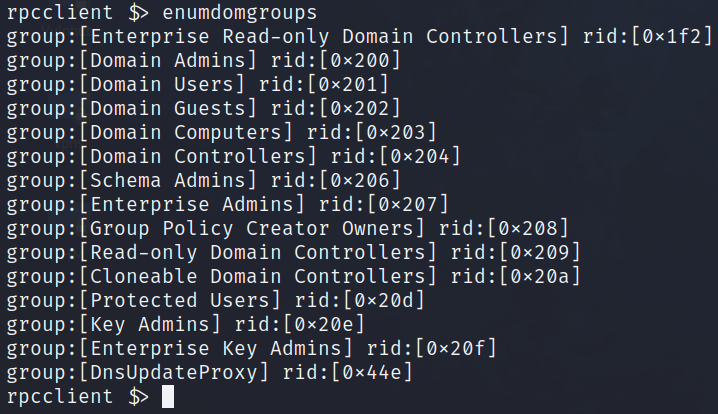 rpcclient $> enumdomgroups
group:[Enterprise Read-only Domain Controllers] rid:[0×1f2]
group:[Domain Admins] rid:[0×200]
group:[Domain Users] rid:[0×201]
group:[Domain Guests] rid:[0×202]
group:[Domain Computers] rid:[0×203]
group:[Domain Controllers] rid:[0×204]
group:[Schema Admins] rid:[0×206]
group:[Enterprise Admins] rid:[0×207]
group:[Group Policy Creator Owners] rid:[0×208]
group:[Read-only Domain Controllers] rid:[0×209]
group:[Cloneable Domain Controllers] rid:[0×20a]
group:[Protected Users] rid:[0×20d]
group:[Key Admins] rid:[0×20e]
group:[Enterprise Key Admins] rid:[0×20f]
group:[DnsUpdateProxy] rid:[0×44e]
rpcclient $>